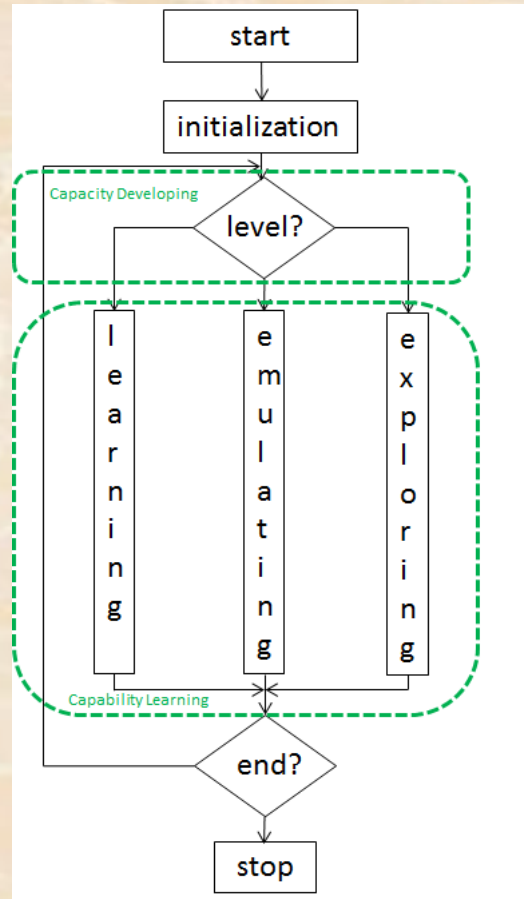 start
initialization
Capacity Developing
level?
learning
emulating
exploring
Capability Learning
end?
stop